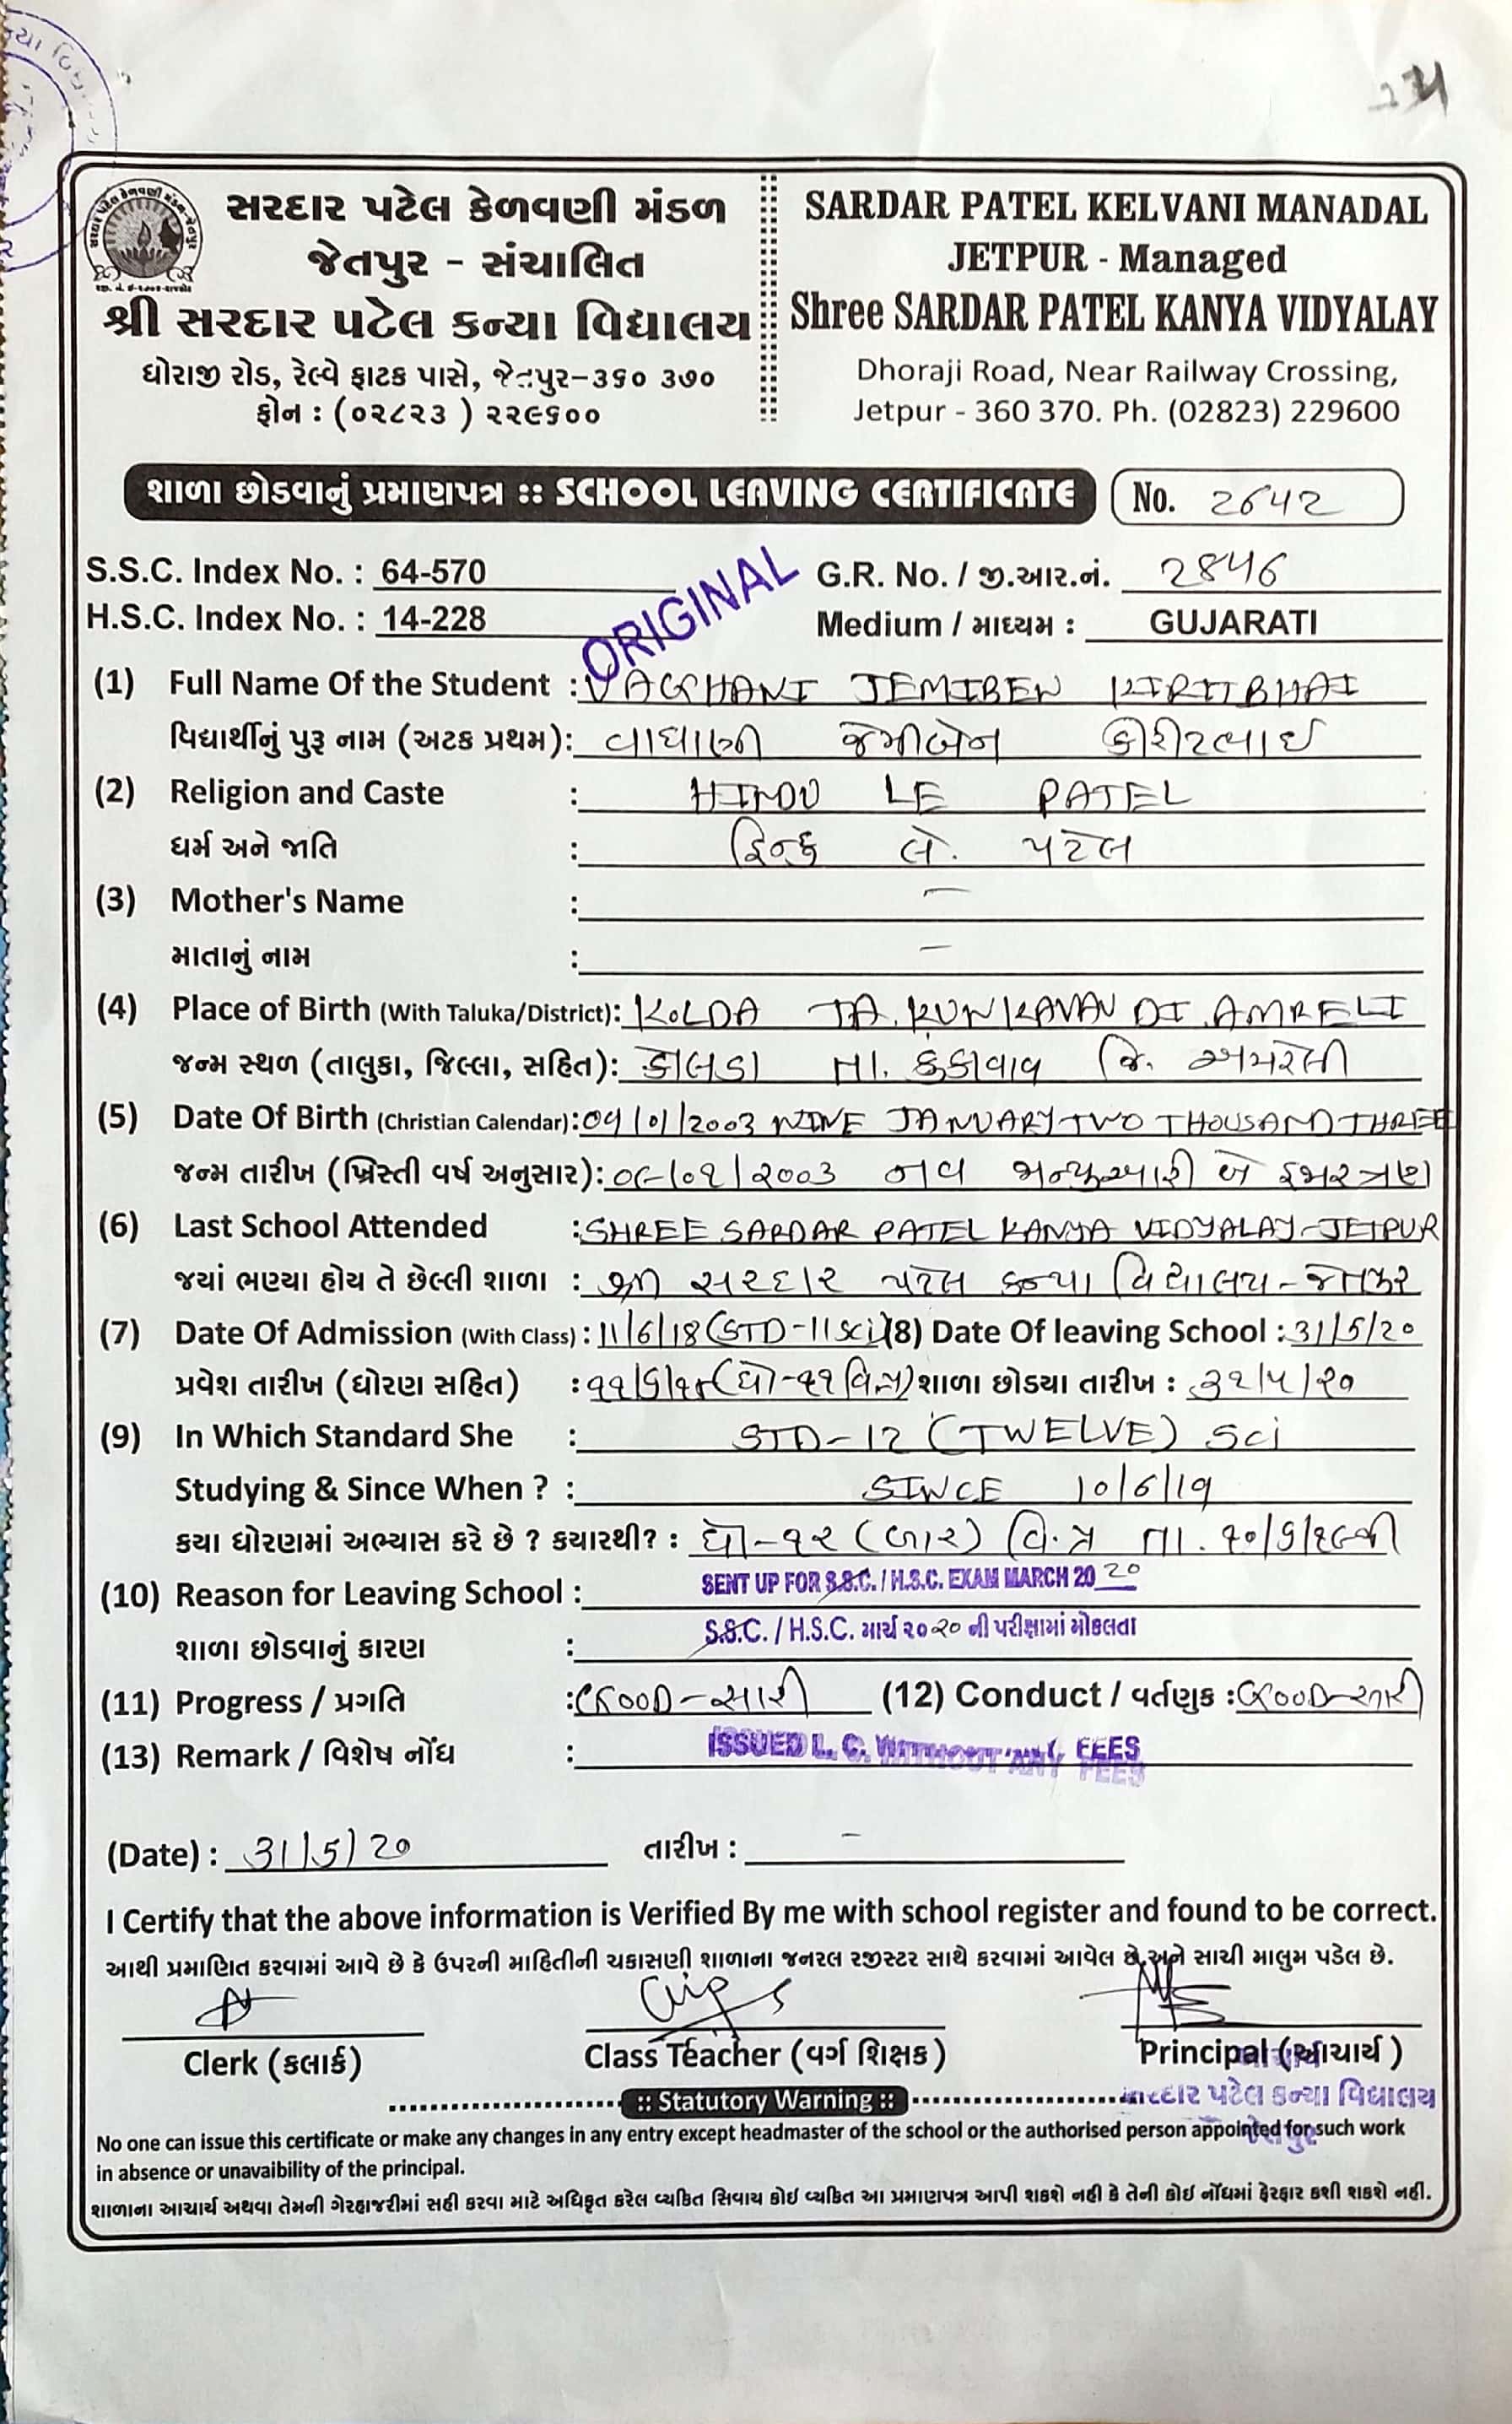 સરદાર પટેલ કેળવણી મંડળ
જેતપુર - સંચાલિત
શ્રી સરદાર પટેલ કન્યા વિદ્યાલય
ધોરાજી રોડ, રેલ્વે ફાટક પાસે, જેતપુર-૩૬૦ ૩૭૦
ફોન : (૦૨૮૨૩ ) ૨૨૯૬૦૦
SARDAR PATEL KELVANI MANADAL
JETPUR - Managed
Shree SARDAR PATEL KANYA VIDYALAY
Dhoraji Road, Near Railway Crossing,
Jetpur - 360 370. Ph. (02823) 229600
શાળા છોડવાનું પ્રમાણપત્ર :: SCHOOL LEAVING CERTIFICATE No. 2642
S.S.C. Index No. : 64-570 G.R. No. / જી.આર.નં. 2846
H.S.C. Index No. : 14-228 Medium / માધ્યમ : GUJARATI
ORIGINAL
(1) Full Name Of the Student : VAGHANI JEMIBEN KIRITBHAI
વિદ્યાર્થીનું પુરૂ નામ (અટક પ્રથમ): વાઘાણી જેમીબેન કીરીટભાઈ
(2) Religion and Caste : HINDU LE PATEL
ધર્મ અને જાતિ : હિન્દુ લે. પટેલ
(3) Mother's Name : –
માતાનું નામ : –
(4) Place of Birth (With Taluka/District): KOLDA TA. KUNKAVAV DI. AMRELI
જન્મ સ્થળ (તાલુકા, જિલ્લા, સહિત): કોલડા તા. કુંકાવાવ જિ. અમરેલી
(5) Date Of Birth (Christian Calendar): 09/01/2003 NINE JANUARY TWO THOUSAND THREE
જન્મ તારીખ (ખ્રિસ્તી વર્ષ અનુસાર): ૦૯/૦૧/૨૦૦૩ નવ જાન્યુઆરી બે હજાર ત્રણ
(6) Last School Attended : SHREE SARDAR PATEL KANYA VIDYALAY-JETPUR
જયાં ભણ્યા હોય તે છેલ્લી શાળા : શ્રી સરદાર પટેલ કન્યા વિદ્યાલય - જેતપુર
(7) Date Of Admission (With Class) : 11/6/18 (STD-11 Sci) (8) Date Of leaving School : 31/5/20
પ્રવેશ તારીખ (ધોરણ સહિત) : ૧૧/૬/૧૮ (ધો-૧૧ વિ.પ્ર) શાળા છોડયા તારીખ : ૩૧/૫/૨૦
(9) In Which Standard She : STD-12 (TWELVE) Sci
Studying & Since When ? : SINCE 10/6/19
કયા ધોરણમાં અભ્યાસ કરે છે ? કયારથી? : ધો-૧૨ (બાર) વિ.પ્ર તા. ૧૦/૬/૧૯થી
(10) Reason for Leaving School : SENT UP FOR S.S.C. / H.S.C. EXAM MARCH 2020
શાળા છોડવાનું કારણ : S.S.C. / H.S.C. માર્ચ ૨૦૨૦ ની પરીક્ષામાં મોકલતા
(11) Progress / પ્રગતિ : GOOD-સારી (12) Conduct / વર્તણુક : GOOD-સારી
(13) Remark / વિશેષ નોંધ : ISSUED L. C. WITHOUT ANY FEES
(Date) : 31/5/20 તારીખ : –
I Certify that the above information is Verified By me with school register and found to be correct.
આથી પ્રમાણિત કરવામાં આવે છે કે ઉપરની માહિતીની ચકાસણી શાળાના જનરલ રજીસ્ટર સાથે કરવામાં આવેલ છે.અને સાચી માલુમ પડેલ છે.
Clerk (કલાર્ક) Class Teacher (વર્ગ શિક્ષક) Principal (આચાર્ય)
સરદાર પટેલ કન્યા વિદ્યાલય
:: Statutory Warning ::
No one can issue this certificate or make any changes in any entry except headmaster of the school or the authorised person appointed for such work
in absence or unavaibility of the principal.
શાળાના આચાર્ય અથવા તેમની ગેરહાજરીમાં સહી કરવા માટે અધિકૃત કરેલ વ્યકિત સિવાય કોઈ વ્યકિત આ પ્રમાણપત્ર આપી શકશે નહી કે તેની કોઈ નોંધમાં ફેરફાર કશી શકશે નહીં.